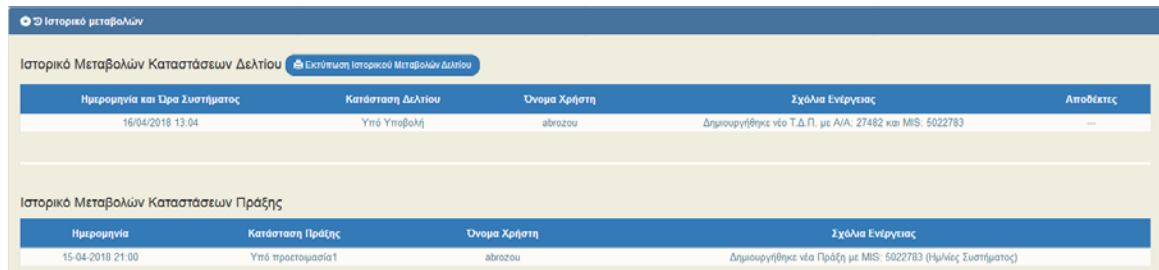 Ιστορικό μεταβολών
Ιστορικό Μεταβολών Καταστάσεων Δελτίου Εκτύπωση Ιστορικού Μεταβολών Δελτίου
Ημερομηνία και Ώρα Συστήματος Κατάσταση Δελτίου Όνομα Χρήστη Σχόλια Ενέργειας Αποδέκτες
16/04/2018 13:04 Υπό Υποβολή abrozou Δημιουργήθηκε νέο Τ.Δ.Π. με Α/Α: 27482 και MIS: 5022783 ---
Ιστορικό Μεταβολών Καταστάσεων Πράξης
Ημερομηνία Κατάσταση Πράξης Όνομα Χρήστη Σχόλια Ενέργειας
15-04-2018 21:00 Υπό προετοιμασία1 abrozou Δημιουργήθηκε νέα Πράξη με MIS: 5022783 (Ημ/νίες Συστήματος)